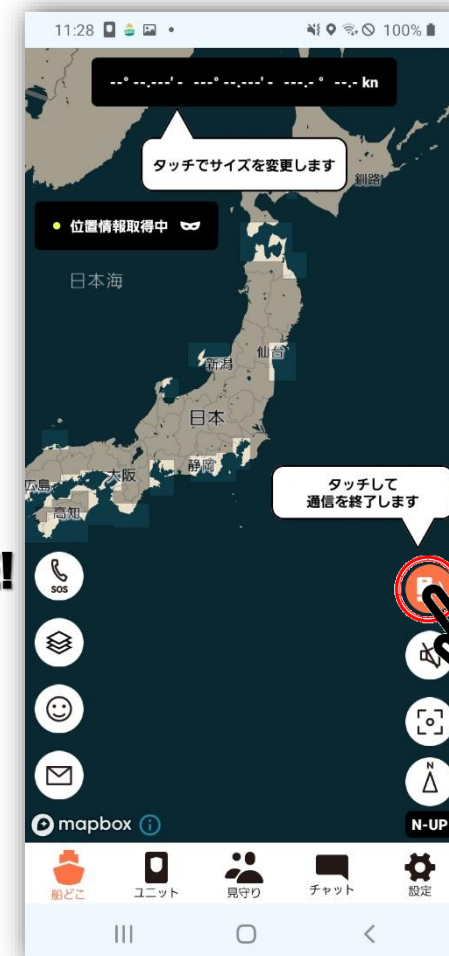 11:28
100%
--° --.---' - ---° --.---' - ---.- ° --.- kn
タッチでサイズを変更します
釧路
位置情報取得中
日本海
仙台
新潟
日本
静岡
大阪
広島
高知
タッチして
通信を終了します
!
SOS
N
mapbox
N-UP
船どこ
ユニット
見守り
チャット
設定